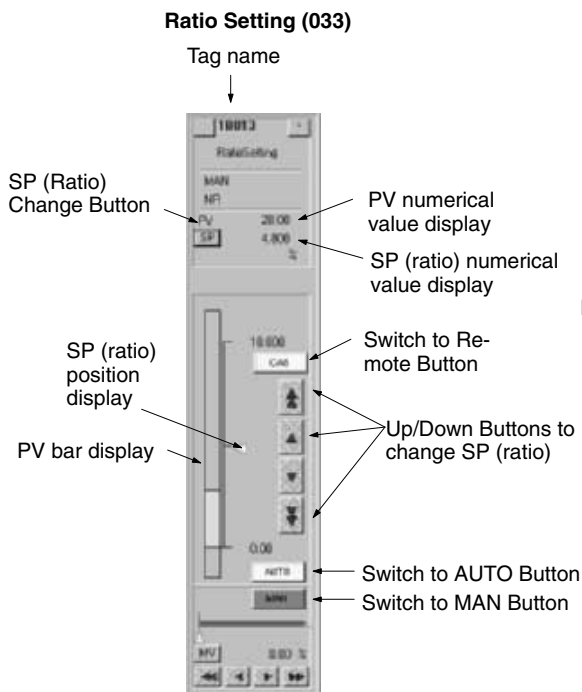 Ratio Setting (033)
Tag name
18013
RatioSetting
MAN
NR
SP (Ratio)
Change Button
PV 20.00
SP 4.800
%
PV numerical
value display
SP (ratio) numerical
value display
SP (ratio)
position
display
PV bar display
10.000
CAS
Switch to Re-
mote Button
Up/Down Buttons to
change SP (ratio)
0.00
AUTO
Switch to AUTO Button
MAN
Switch to MAN Button
MV 0.00 %